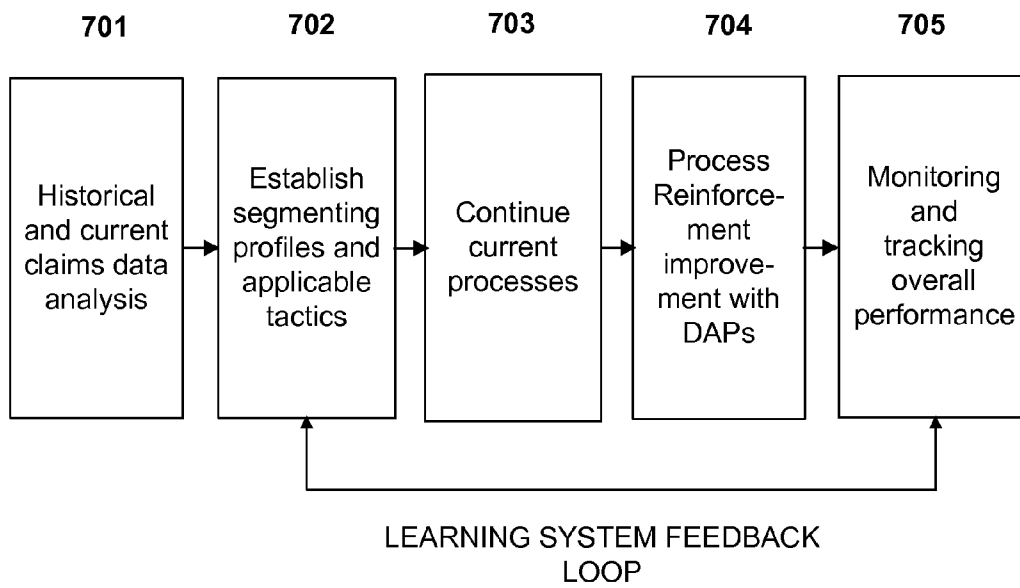 701 702 703 704 705
Historical
and current
claims data
analysis
Establish
segmenting
profiles and
applicable
tactics
Continue
current
processes
Process
Reinforce-
ment
improve-
ment with
DAPs
Monitoring
and
tracking
overall
performance
LEARNING SYSTEM FEEDBACK
LOOP